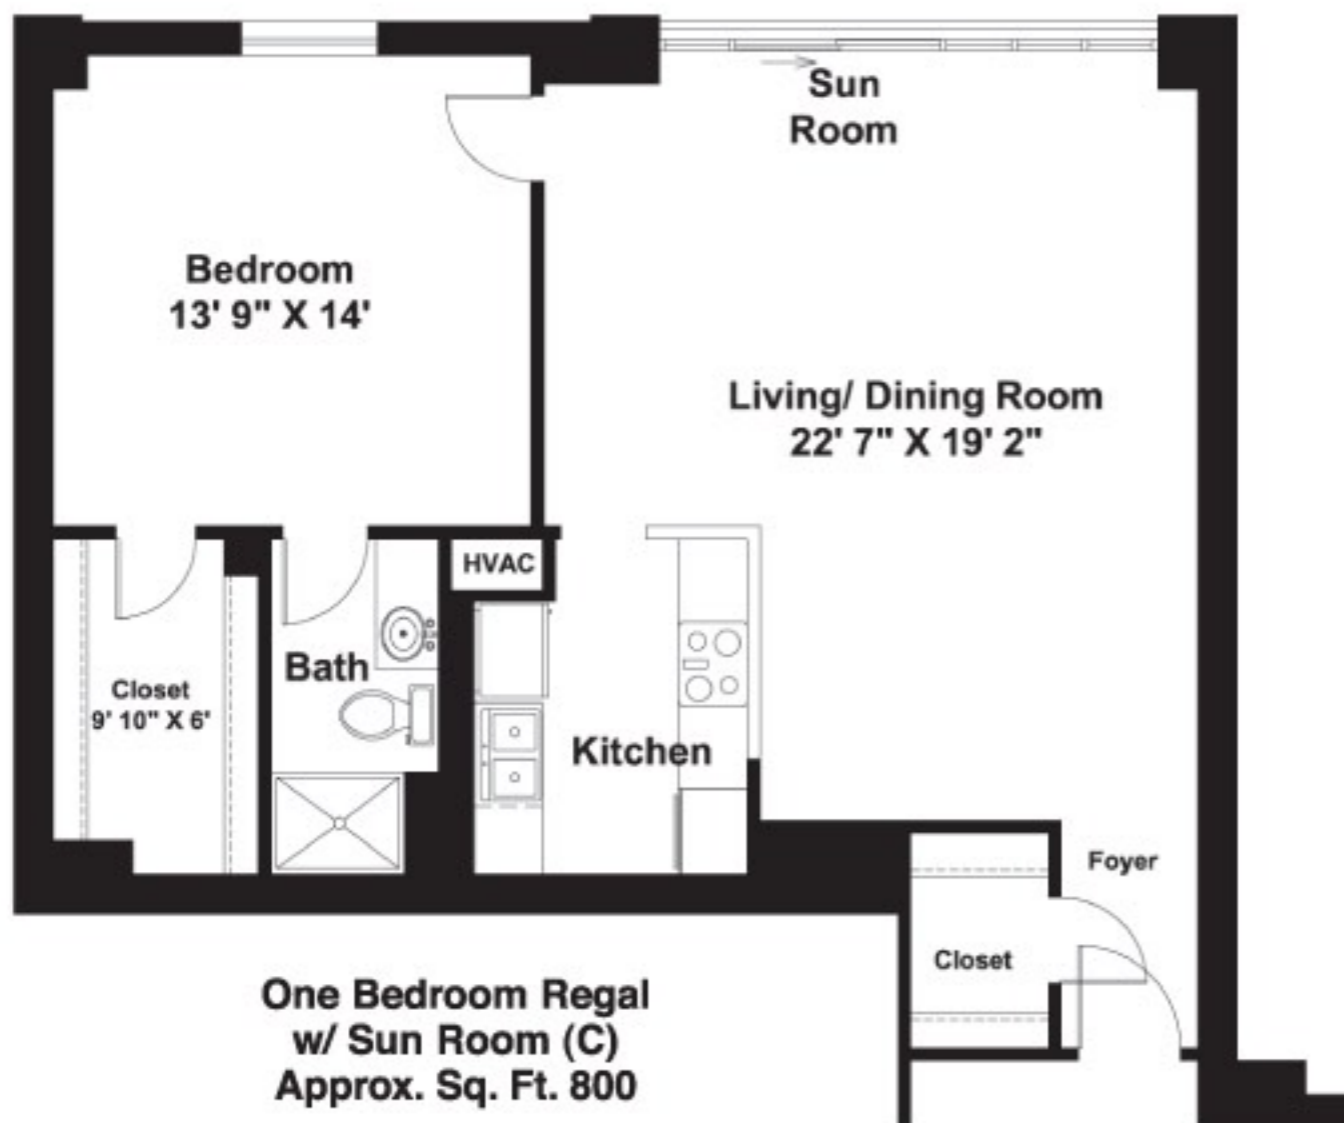 Sun
Room
Bedroom
13' 9" X 14'
Living/ Dining Room
22' 7" X 19' 2"
HVAC
Bath
Closet
9' 10" X 6'
Kitchen
Foyer
Closet
One Bedroom Regal
w/ Sun Room (C)
Approx. Sq. Ft. 800